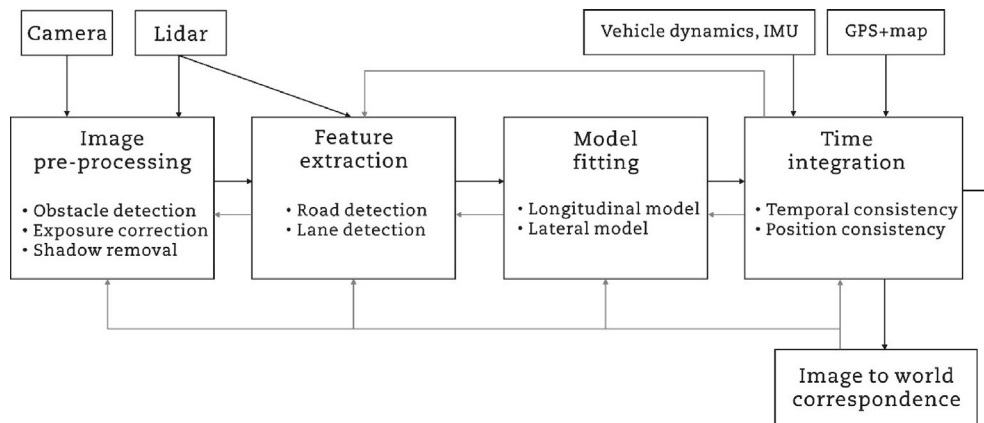 Camera
Lidar
Vehicle dynamics, IMU
GPS+map
Image
pre-processing
• Obstacle detection
• Exposure correction
• Shadow removal
Feature
extraction
• Road detection
• Lane detection
Model
fitting
• Longitudinal model
• Lateral model
Time
integration
• Temporal consistency
• Position consistency
Image to world
correspondence